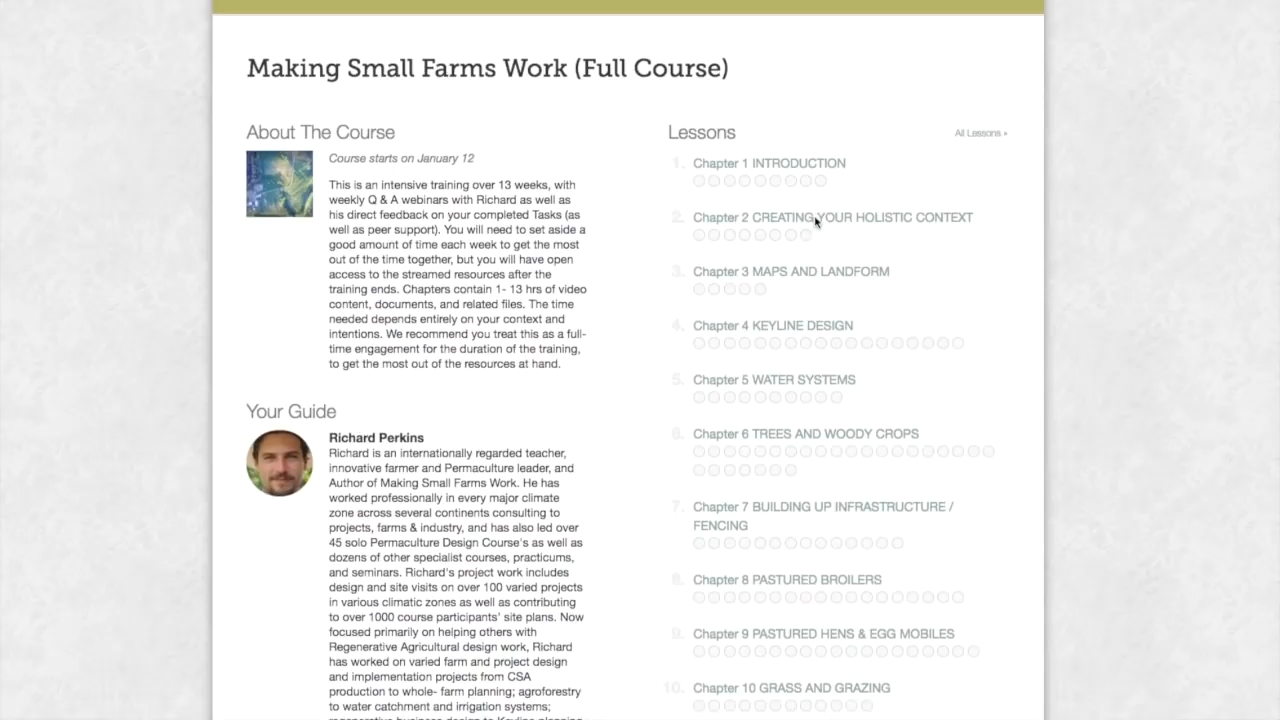 Making Small Farms Work (Full Course)
About The Course
Course starts on January 12
This is an intensive training over 13 weeks, with
weekly Q & A webinars with Richard as well as
his direct feedback on your completed Tasks (as
well as peer support). You will need to set aside a
good amount of time each week to get the most
out of the time together, but you will have open
access to the streamed resources after the
training ends. Chapters contain 1- 13 hrs of video
content, documents, and related files. The time
needed depends entirely on your context and
intentions. We recommend you treat this as a full-
time engagement for the duration of the training,
to get the most out of the resources at hand.
Your Guide
Richard Perkins
Richard is an internationally regarded teacher,
innovative farmer and Permaculture leader, and
Author of Making Small Farms Work. He has
worked professionally in every major climate
zone across several continents consulting to
projects, farms & industry, and has also led over
45 solo Permaculture Design Course's as well as
dozens of other specialist courses, practicums,
and seminars. Richard's project work includes
design and site visits on over 100 varied projects
in various climatic zones as well as contributing
to over 1000 course participants' site plans. Now
focused primarily on helping others with
Regenerative Agricultural design work, Richard
has worked on varied farm and project design
and implementation projects from CSA
production to whole- farm planning; agroforestry
to water catchment and irrigation systems;
regenerative business design to Keyline planning
Lessons
All Lessons »
1. Chapter 1 INTRODUCTION
2. Chapter 2 CREATING YOUR HOLISTIC CONTEXT
3. Chapter 3 MAPS AND LANDFORM
4. Chapter 4 KEYLINE DESIGN
5. Chapter 5 WATER SYSTEMS
6. Chapter 6 TREES AND WOODY CROPS
7. Chapter 7 BUILDING UP INFRASTRUCTURE /
FENCING
8. Chapter 8 PASTURED BROILERS
9. Chapter 9 PASTURED HENS & EGG MOBILES
10. Chapter 10 GRASS AND GRAZING